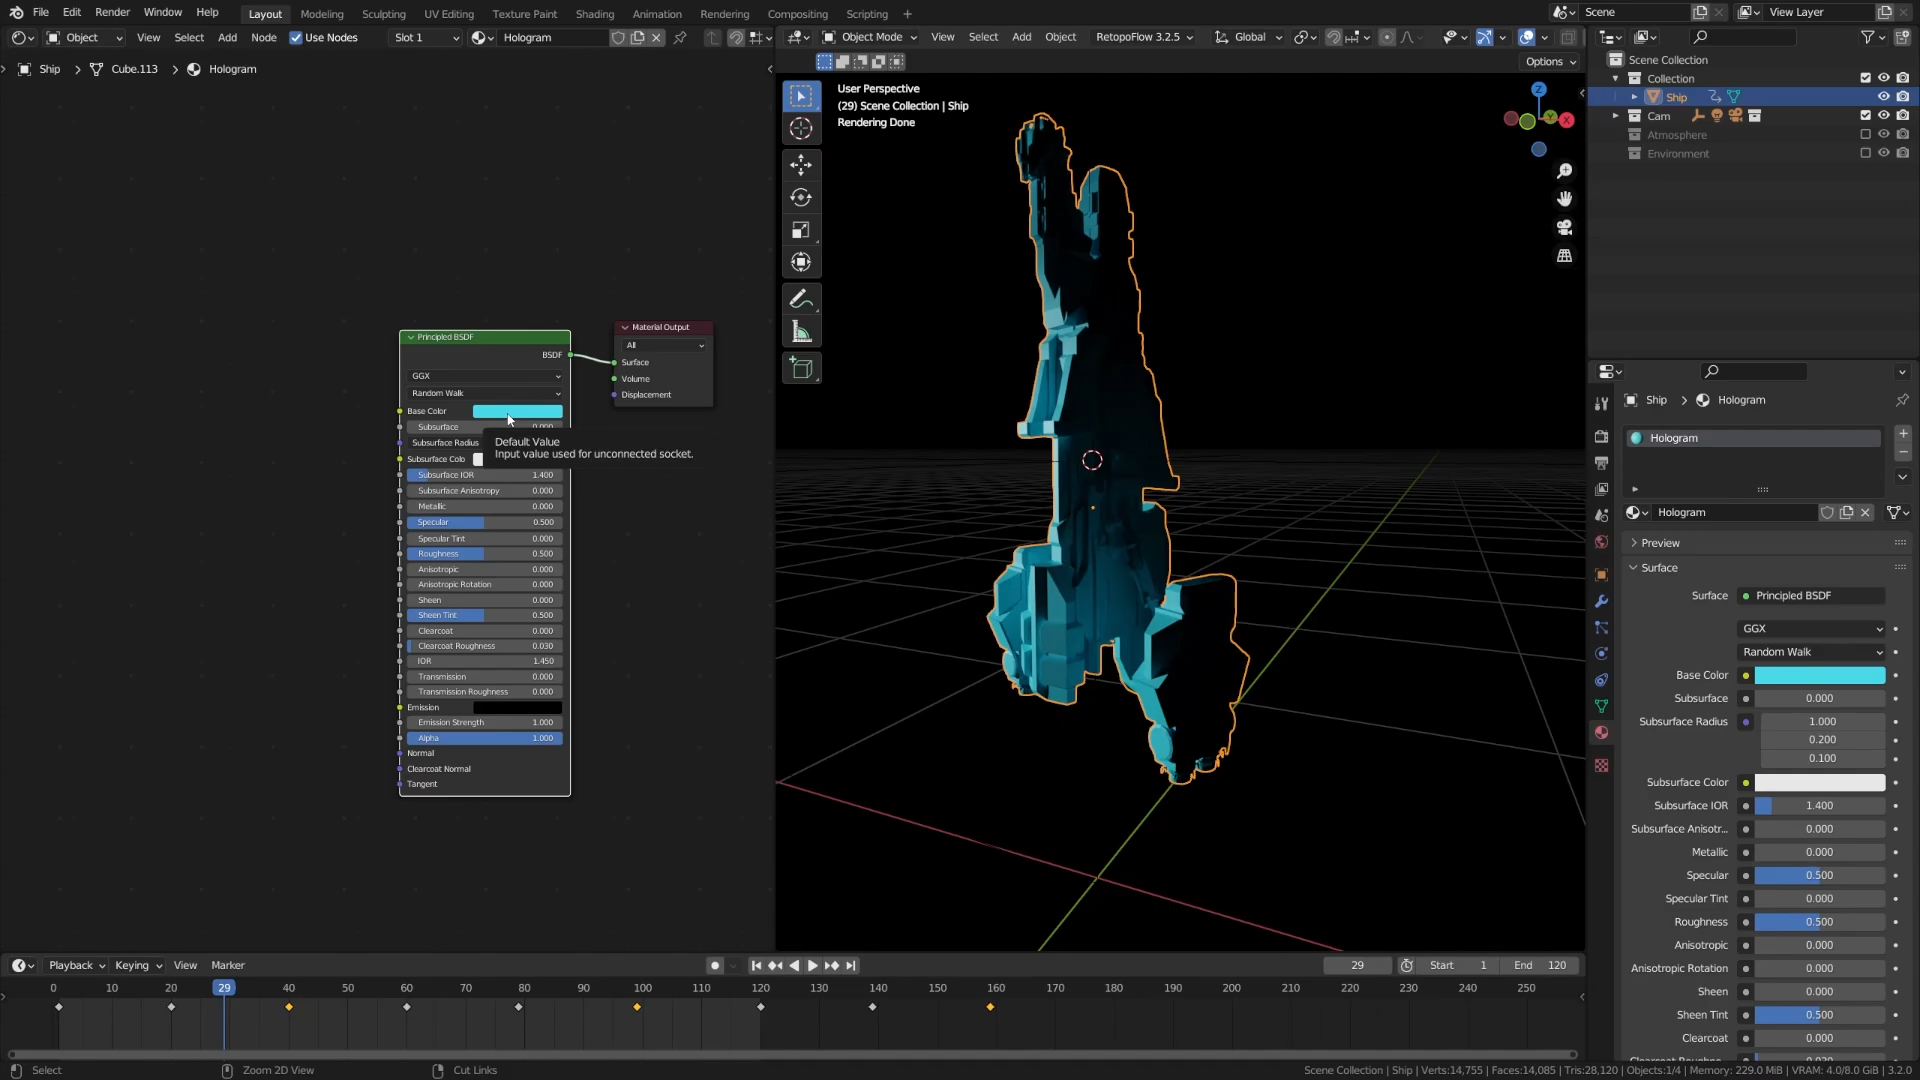 File Edit Render Window Help Layout Modeling Sculpting UV Editing Texture Paint Shading Animation Rendering Compositing Scripting + Scene View Layer
Object View Select Add Node Use Nodes Slot 1 Hologram
Object Mode View Select Add Object RetopoFlow 3.2.5 Global
Ship > Cube.113 > Hologram
Options
User Perspective
(29) Scene Collection | Ship
Rendering Done
Z
Y
X
Principled BSDF
BSDF
GGX
Random Walk
Base Color
Subsurface 0.000
Subsurface Radius
Subsurface Colo
Subsurface IOR 1.400
Subsurface Anisotropy 0.000
Metallic 0.000
Specular 0.500
Specular Tint 0.000
Roughness 0.500
Anisotropic 0.000
Anisotropic Rotation 0.000
Sheen 0.000
Sheen Tint 0.500
Clearcoat 0.000
Clearcoat Roughness 0.030
IOR 1.450
Transmission 0.000
Transmission Roughness 0.000
Emission
Emission Strength 1.000
Alpha 1.000
Normal
Clearcoat Normal
Tangent
Default Value
Input value used for unconnected socket.
Material Output
All
Surface
Volume
Displacement
Scene Collection
Collection
Ship
Cam
Atmosphere
Environment
Ship > Hologram
Hologram
Hologram
Preview
Surface
Surface Principled BSDF
GGX
Random Walk
Base Color
Subsurface 0.000
Subsurface Radius 1.000
0.200
0.100
Subsurface Color
Subsurface IOR 1.400
Subsurface Anisotr... 0.000
Metallic 0.000
Specular 0.500
Specular Tint 0.000
Roughness 0.500
Anisotropic 0.000
Anisotropic Rotation 0.000
Sheen 0.000
Sheen Tint 0.500
Clearcoat 0.000
Playback Keying View Marker 29 Start 1 End 120
0 10 20 29 40 50 60 70 80 90 100 110 120 130 140 150 160 170 180 190 200 210 220 230 240 250
Select Zoom 2D View Cut Links Scene Collection | Ship | Verts:14,755 | Faces:14,085 | Tris:28,120 | Objects:1/4 | Memory: 229.0 MiB | VRAM: 4.0/8.0 GiB | 3.2.0